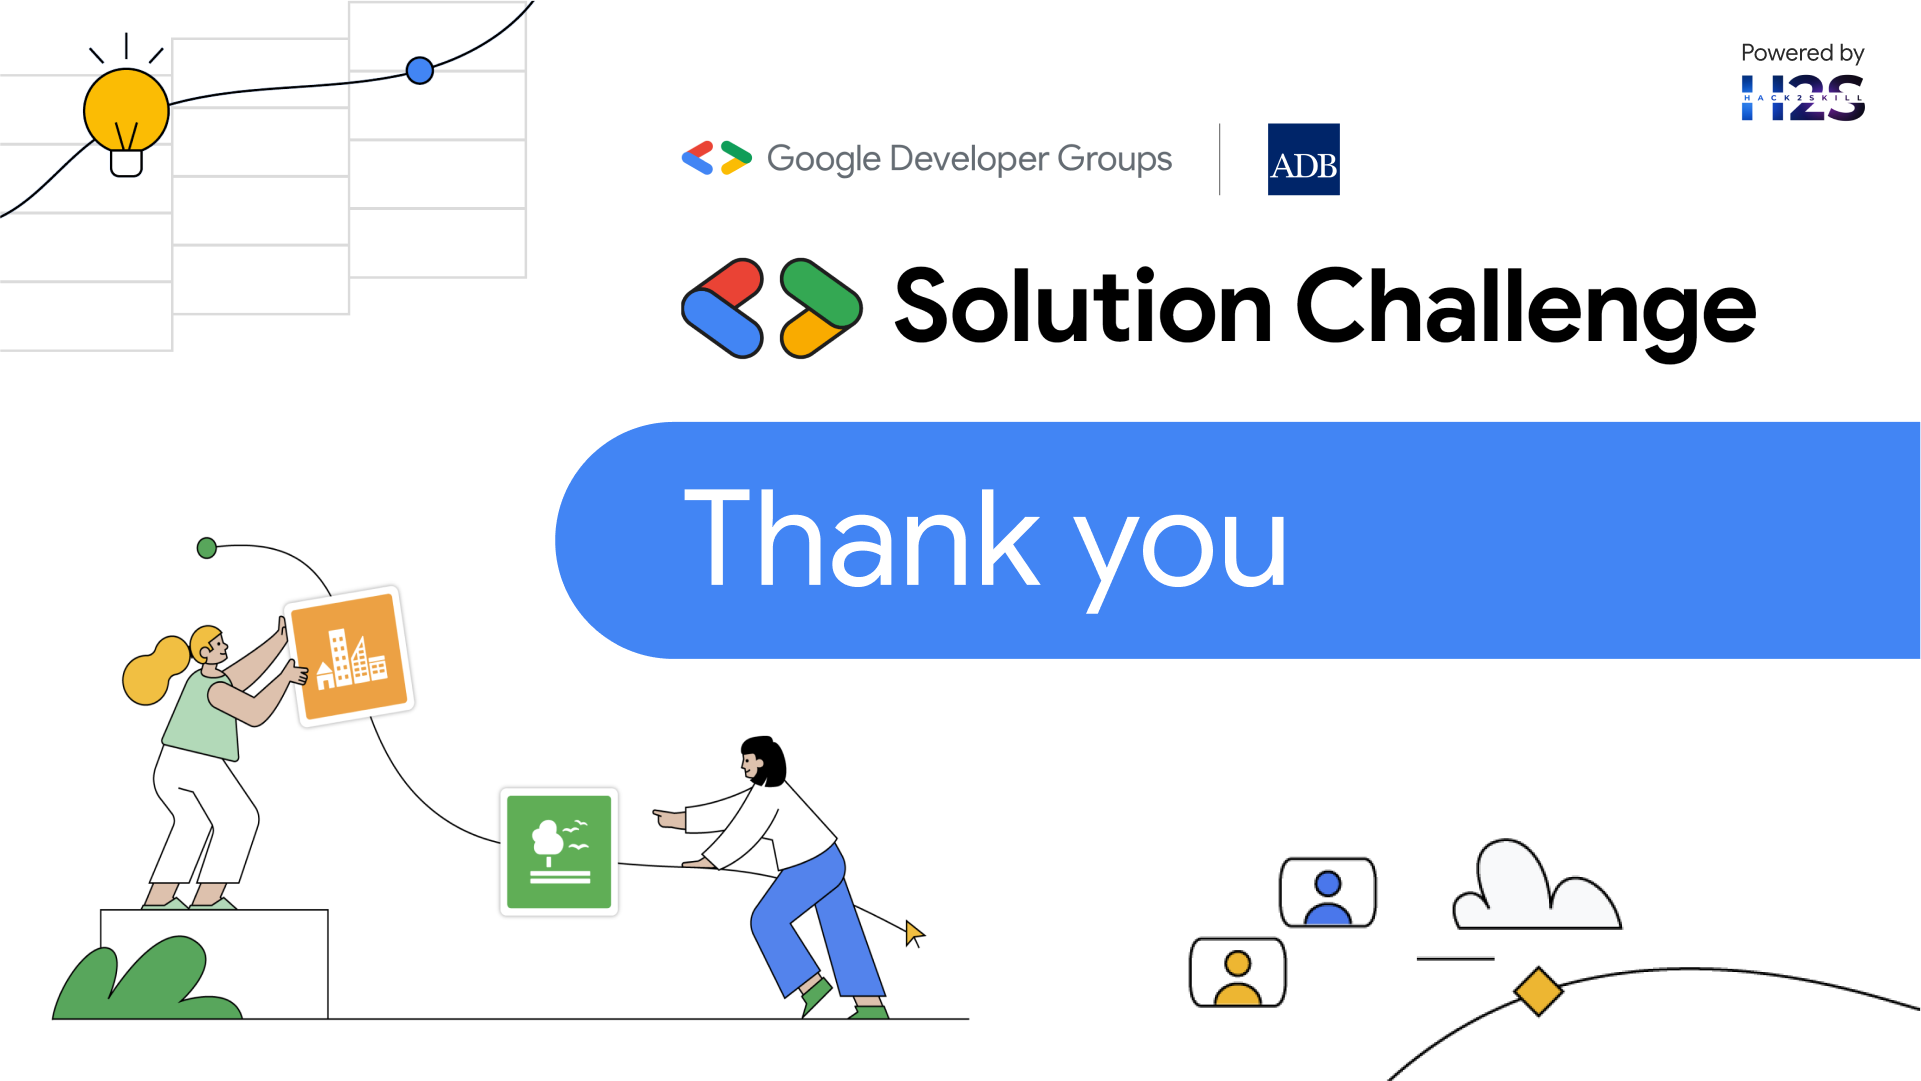 Powered by
H2S
HACK2SKILL
Google Developer Groups
ADB
Solution Challenge
Thank you